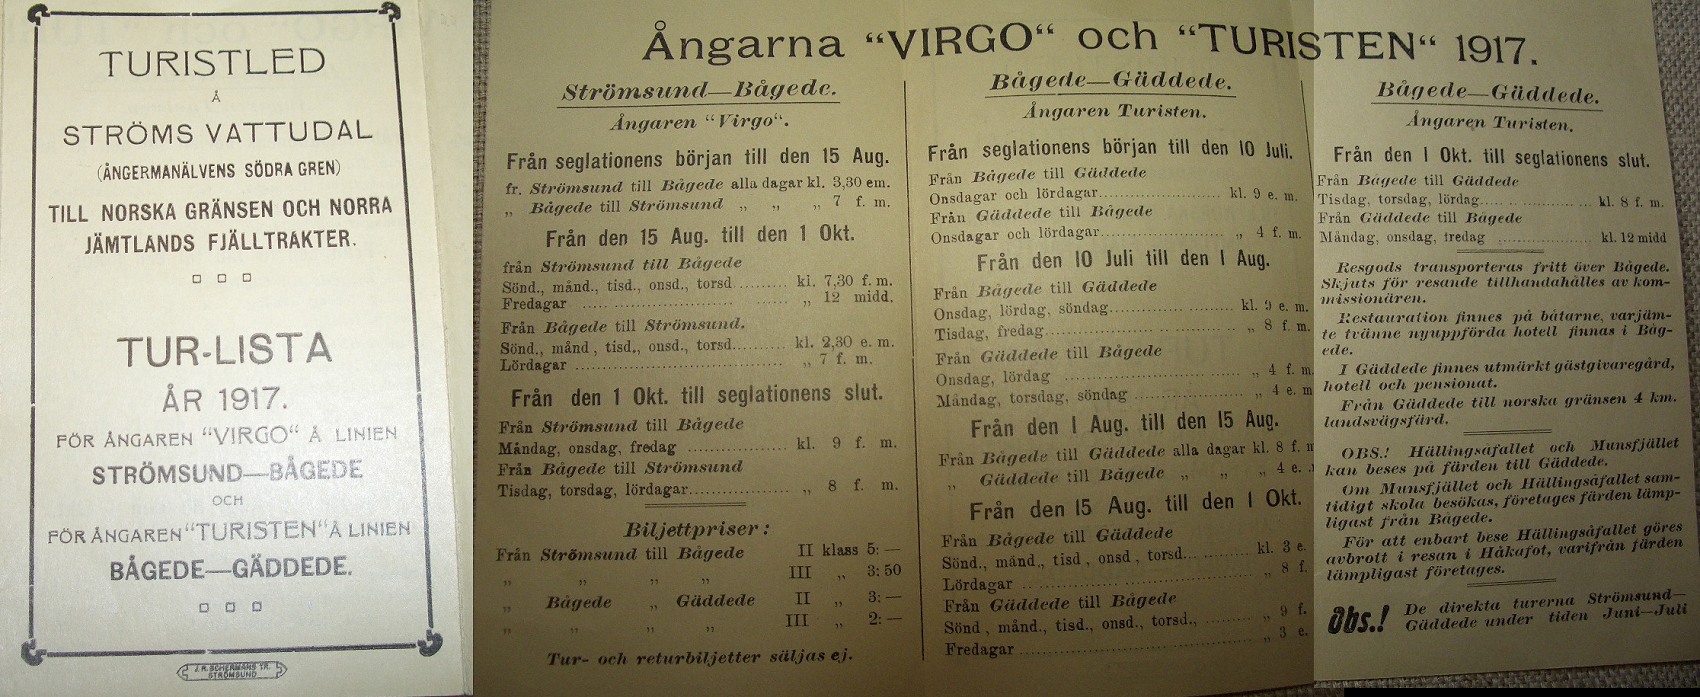 TURISTLED
Å
STRÖMS VATTUDAL
(ÅNGERMANÄLVENS SÖDRA GREN)
TILL NORSKA GRÄNSEN OCH NORRA
JÄMTLANDS FJÄLLTRAKTER.
TUR-LISTA
ÅR 1917.
FÖR ÅNGAREN "VIRGO" Å LINIEN
STRÖMSUND—BÅGEDE
OCH
FÖR ÅNGAREN "TURISTEN" Å LINIEN
BÅGEDE—GÄDDEDE.
STRÖMSUND
Ångarna "VIRGO" och "TURISTEN" 1917.
Strömsund—Bågede.
Ångaren "Virgo".
Från seglationens början till den 15 Aug.
fr. Strömsund till Bågede alla dagar kl. 3,30 em.
„ Bågede till Strömsund „ „ „ 7 f. m.
Från den 15 Aug. till den 1 Okt.
från Strömsund till Bågede
Sönd., månd., tisd., onsd., torsd......... kl. 7,30 f. m.
Fredagar ..... ........................ ...... „ 12 midd.
Från Bågede till Strömsund.
Sönd., månd , tisd., onsd., torsd.......... kl. 2,30 e. m.
Lördagar ........................................ „ 7 f. m.
Från den 1 Okt. till seglationens slut.
Från Strömsund till Bågede
Måndag, onsdag, fredag ..................... kl. 9 f. m.
Från Bågede till Strömsund
Tisdag, torsdag, lördagar.................... „ 8 f. m.
Biljettpriser:
Från Strömsund till Bågede II klass 5: —
„ „ „ „ III „ 3: 50
„ Bågede „ Gäddede II „ 3: —
„ „ „ „ III „ 2: —
Tur- och returbiljetter säljas ej.
Bågede—Gäddede.
Ångaren Turisten.
Från seglationens början till den 10 Juli.
Från Bågede till Gäddede
Onsdagar och lördagar..................... kl. 9 e. m.
Från Gäddede till Bågede
Onsdagar och lördagar..................... „ 4 f. m.
Från den 10 Juli till den 1 Aug.
Från Bågede till Gäddede
Onsdag, lördag, söndag.................... kl. 9 e. m.
Tisdag, fredag................................. „ 8 f. m.
Från Gäddede till Bågede
Onsdag, lördag .............................. „ 4 f. m.
Måndag, torsdag, söndag .................. „ 4 e. m
Från den 1 Aug. till den 15 Aug.
Från Bågede till Gäddede alla dagar kl. 8 f.
„ Gäddede till Bågede „ „ „ 4 e.
Från den 15 Aug. till den 1 Okt.
Från Bågede till Gäddede
Sönd., månd., tisd , onsd , torsd... ......... kl. 3 e.
Lördagar ........................................ „ 8 f.
Från Gäddede till Bågede
Sönd , månd., tisd., onsd., torsd., ......... „ 9 f.
Fredagar ........................................ „ 3 e.
Bågede—Gäddede.
Ångaren Turisten.
Från den 1 Okt. till seglationens slut.
Från Bågede till Gäddede
Tisdag, torsdag, lördag..................... kl. 8 f. m.
Från Gäddede till Bågede
Måndag, onsdag, fredag .................. kl. 12 midd
Resgods transporteras fritt över Bågede.
Skjuts för resande tillhandahålles av kom-
missionären.
Restauration finnes på båtarne, varjäm-
te tvänne nyuppförda hotell finnas i Båg-
ede.
I Gäddede finnes utmärkt gästgivaregård,
hotell och pensionat.
Från Gäddede till norska gränsen 4 km.
landsvägsfärd.
OBS.! Hällingsåfallet och Munsfjället
kan beses på färden till Gäddede.
Om Munsfjället och Hällingsåfallet sam-
tidigt skola besökas, företages färden lämp-
ligast från Bågede.
För att enbart bese Hällingsåfallet göres
avbrott i resan i Håkafot, varifrån färden
lämpligast företages.
Obs.! De direkta turerna Strömsund—
Gäddede under tiden Juni—Juli